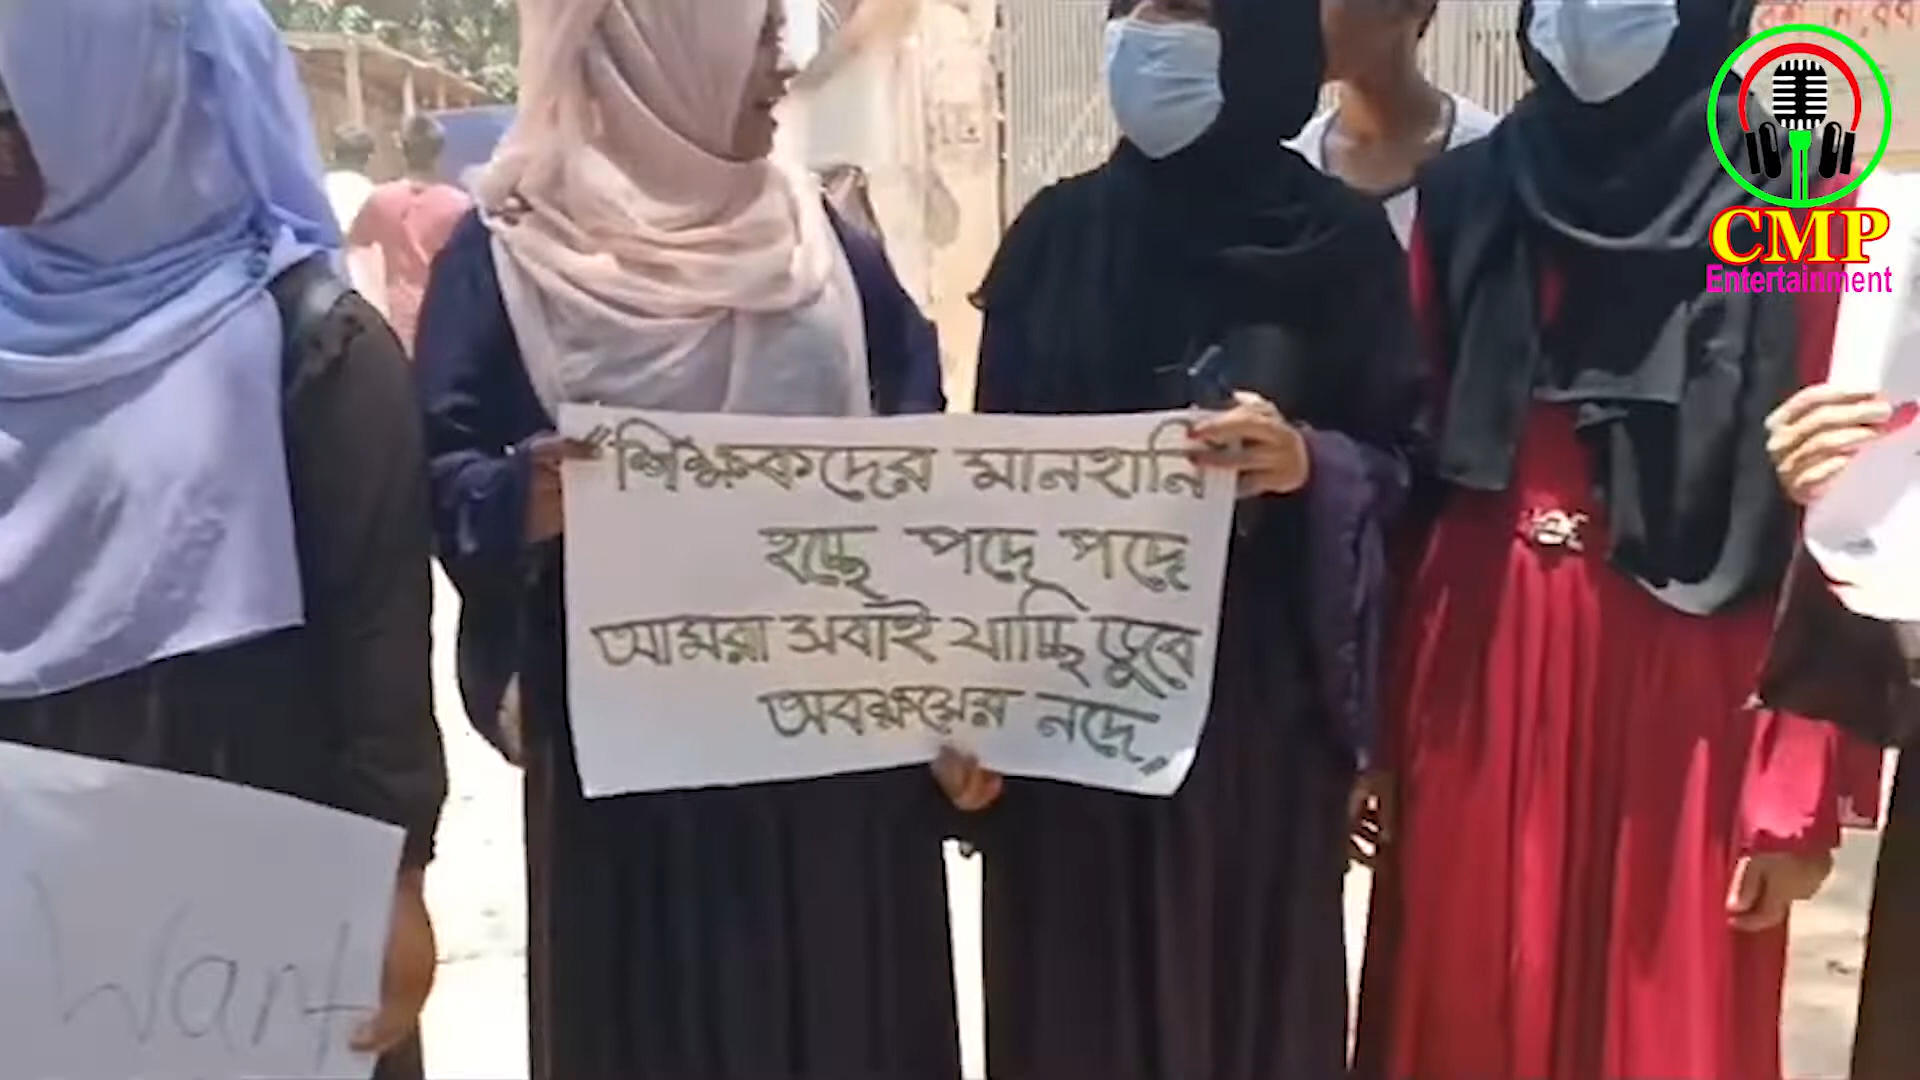 "শিক্ষকদের মানহানি
হচ্ছে পদে পদে
আমরা সবাই যাচ্ছি ডুবে
অবক্ষয়ের নদে"
Want
CMP
Entertainment